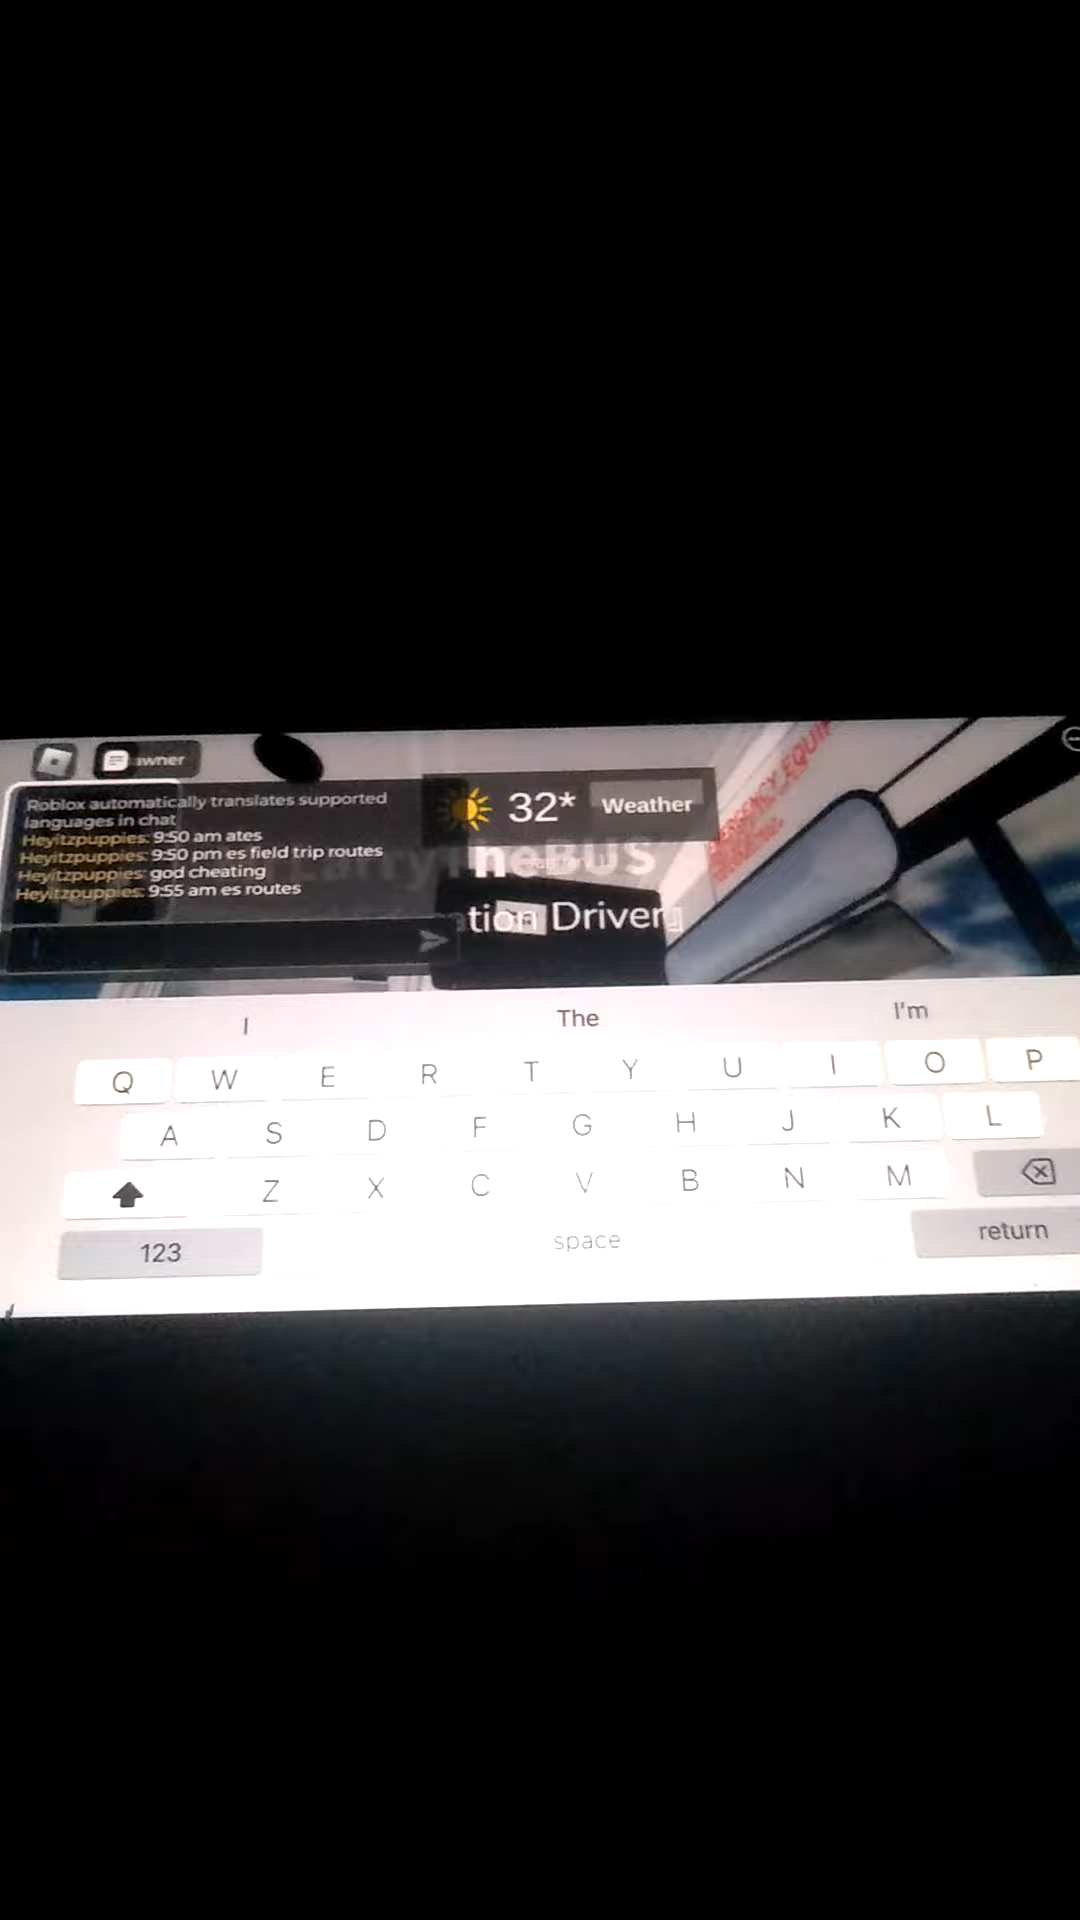 awner
Roblox automatically translates supported
languages in chat
Heyitzpuppies: 9:50 am ates
Heyitzpuppies: 9:50 pm es field trip routes
Heyitzpuppies: god cheating
Heyitzpuppies: 9:55 am es routes
32* Weather
LarryTheBUS
tion Driver
I The I'm
Q W E R T Y U I O P
A S D F G H J K L
Z X C V B N M
123 space return